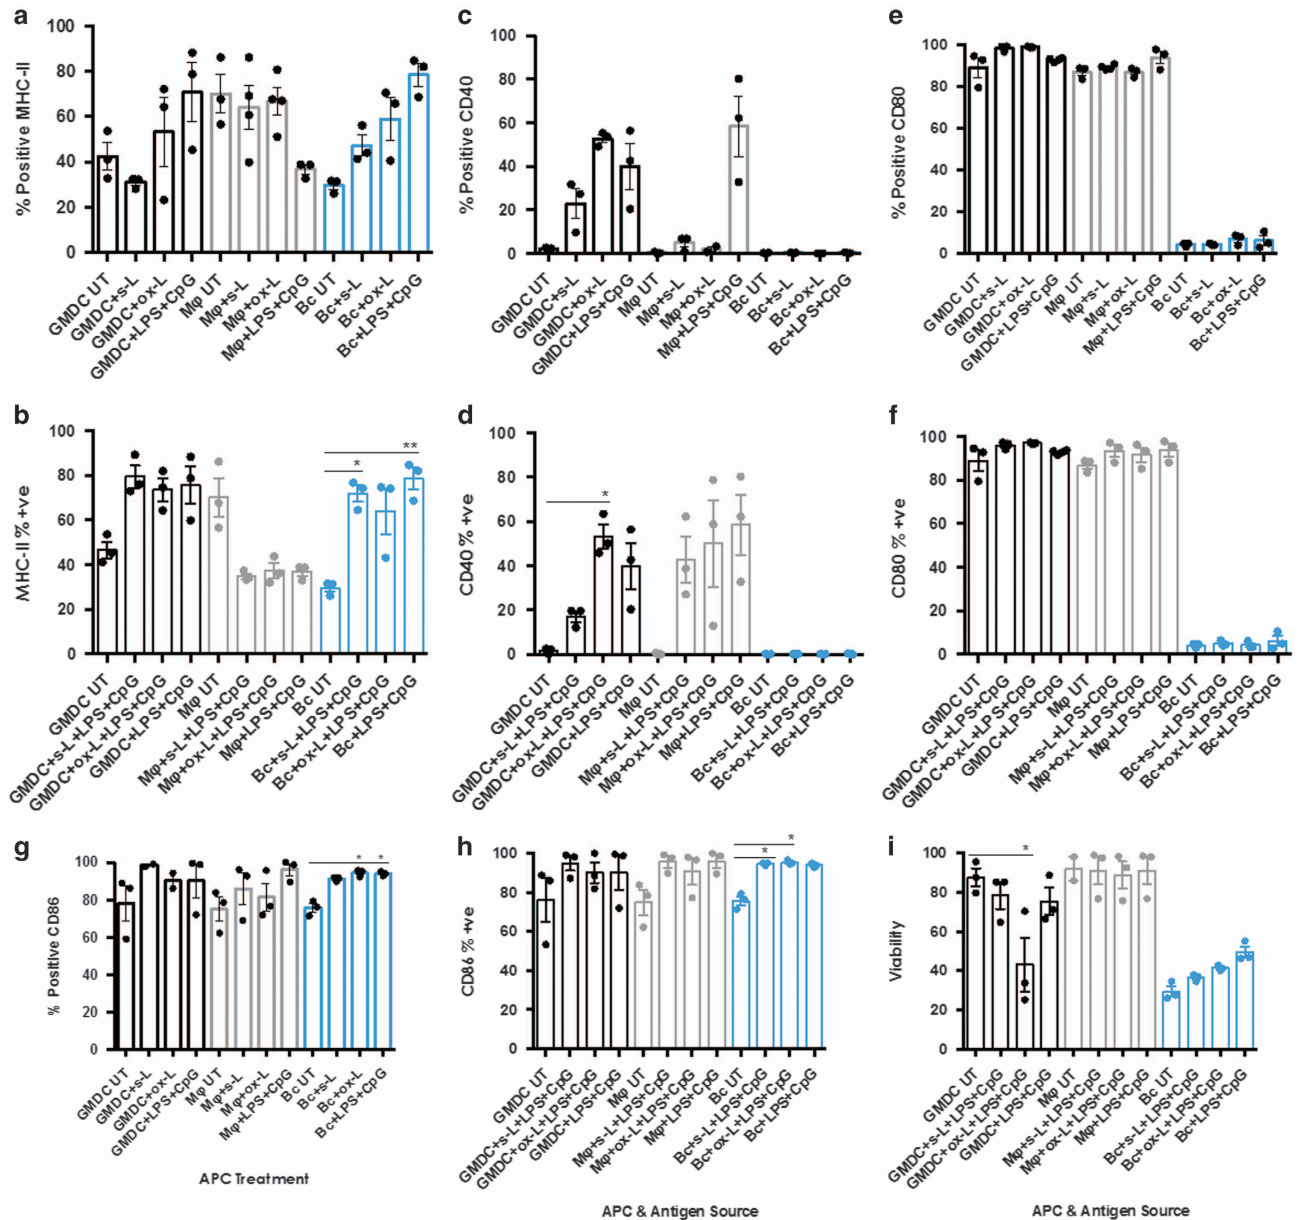 a
% Positive MHC-II
100
80
60
40
20
0
GMDC UT
GMDC+s-L
GMDC+ox-L
GMDC+LPS+CpG
Mφ UT
Mφ+s-L
Mφ+ox-L
Mφ+LPS+CpG
Bc UT
Bc+s-L
Bc+ox-L
Bc+LPS+CpG
c
% Positive CD40
100
80
60
40
20
0
GMDC UT
GMDC+s-L
GMDC+ox-L
GMDC+LPS+CpG
Mφ UT
Mφ+s-L
Mφ+ox-L
Mφ+LPS+CpG
Bc UT
Bc+s-L
Bc+ox-L
Bc+LPS+CpG
e
% Positive CD80
100
80
60
40
20
0
GMDC UT
GMDC+s-L
GMDC+ox-L
GMDC+LPS+CpG
Mφ UT
Mφ+s-L
Mφ+ox-L
Mφ+LPS+CpG
Bc UT
Bc+s-L
Bc+ox-L
Bc+LPS+CpG
b
MHC-II % +ve
100
80
60
40
20
0
*
**
GMDC UT
GMDC+s-L+LPS+CpG
GMDC+ox-L+LPS+CpG
GMDC+LPS+CpG
Mφ UT
Mφ+s-L+LPS+CpG
Mφ+ox-L+LPS+CpG
Mφ+LPS+CpG
Bc UT
Bc+s-L+LPS+CpG
Bc+ox-L+LPS+CpG
Bc+LPS+CpG
d
CD40 % +ve
100
80
60
40
20
0
*
GMDC UT
GMDC+s-L+LPS+CpG
GMDC+ox-L+LPS+CpG
GMDC+LPS+CpG
Mφ UT
Mφ+s-L+LPS+CpG
Mφ+ox-L+LPS+CpG
Mφ+LPS+CpG
Bc UT
Bc+s-L+LPS+CpG
Bc+ox-L+LPS+CpG
Bc+LPS+CpG
f
CD80 % +ve
100
80
60
40
20
0
GMDC UT
GMDC+s-L+LPS+CpG
GMDC+ox-L+LPS+CpG
GMDC+LPS+CpG
Mφ UT
Mφ+s-L+LPS+CpG
Mφ+ox-L+LPS+CpG
Mφ+LPS+CpG
Bc UT
Bc+s-L+LPS+CpG
Bc+ox-L+LPS+CpG
Bc+LPS+CpG
g
% Positive CD86
100
80
60
40
20
0
*
*
GMDC UT
GMDC+s-L
GMDC+ox-L
GMDC+LPS+CpG
Mφ UT
Mφ+s-L
Mφ+ox-L
Mφ+LPS+CpG
Bc UT
Bc+s-L
Bc+ox-L
Bc+LPS+CpG
APC Treatment
h
CD86 % +ve
100
80
60
40
20
0
*
*
GMDC UT
GMDC+s-L+LPS+CpG
GMDC+ox-L+LPS+CpG
GMDC+LPS+CpG
Mφ UT
Mφ+s-L+LPS+CpG
Mφ+ox-L+LPS+CpG
Mφ+LPS+CpG
Bc UT
Bc+s-L+LPS+CpG
Bc+ox-L+LPS+CpG
Bc+LPS+CpG
APC & Antigen Source
i
Viability
100
80
60
40
20
0
*
GMDC UT
GMDC+s-L+LPS+CpG
GMDC+ox-L+LPS+CpG
GMDC+LPS+CpG
Mφ UT
Mφ+s-L+LPS+CpG
Mφ+ox-L+LPS+CpG
Mφ+LPS+CpG
Bc UT
Bc+s-L+LPS+CpG
Bc+ox-L+LPS+CpG
Bc+LPS+CpG
APC & Antigen Source